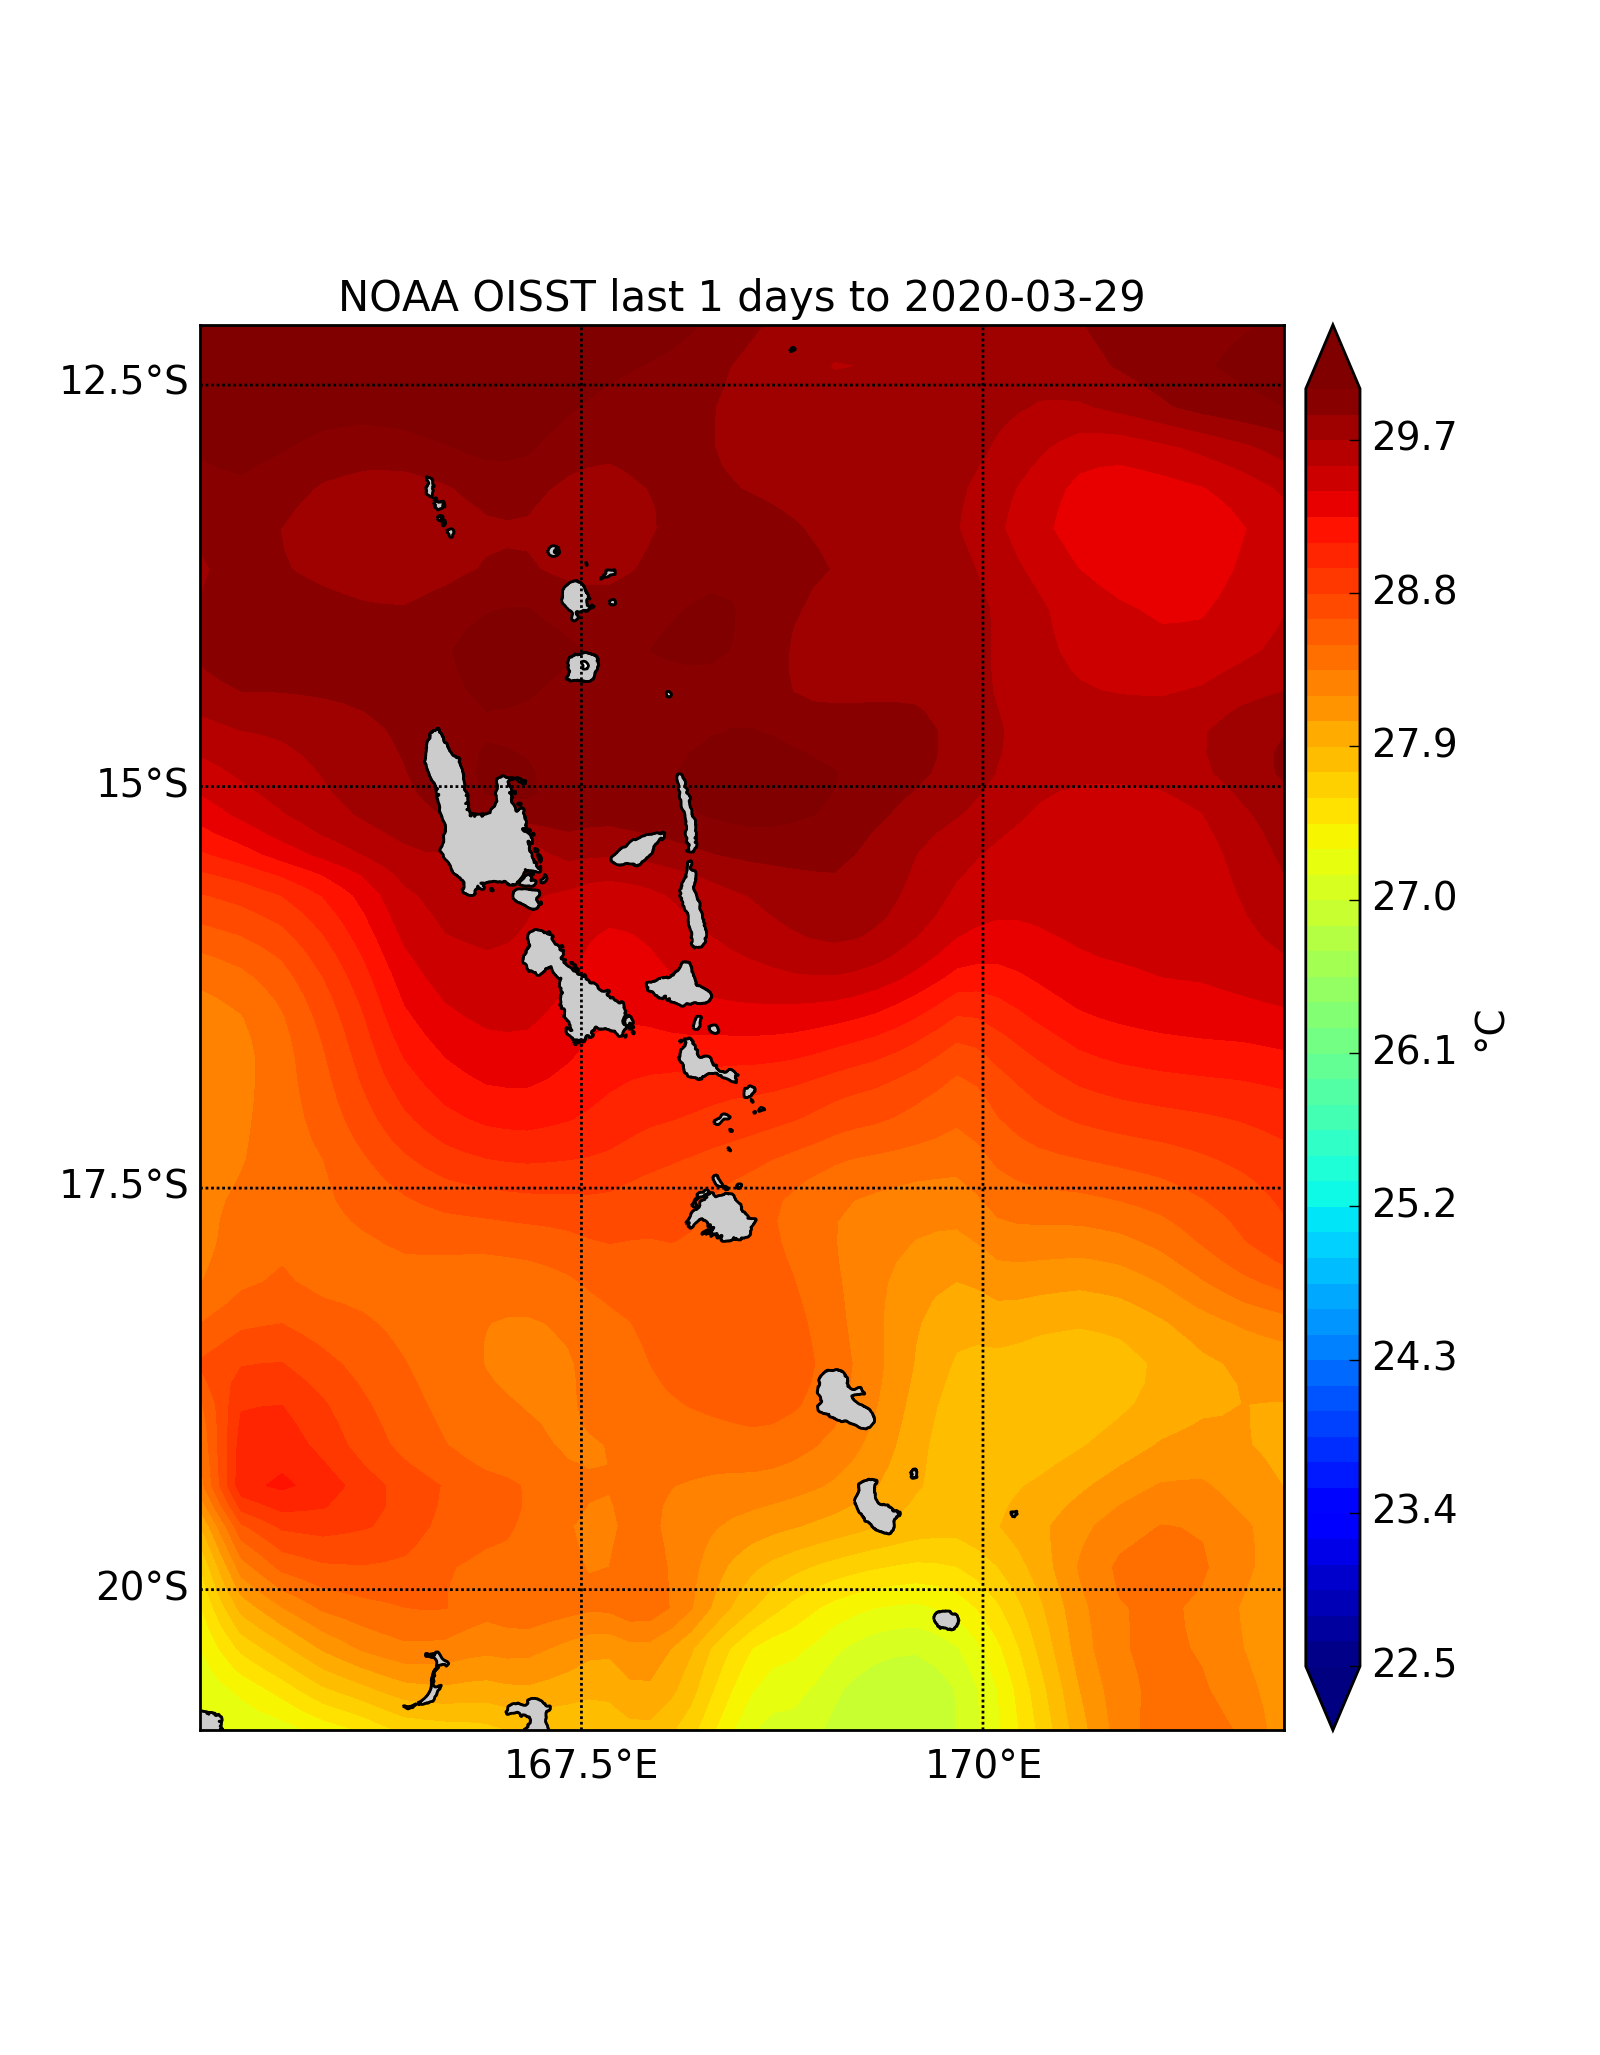 NOAA OISST last 1 days to 2020-03-29
12.5°S
15°S
17.5°S
20°S
167.5°E
170°E
29.7
28.8
27.9
27.0
26.1
25.2
24.3
23.4
22.5
°C